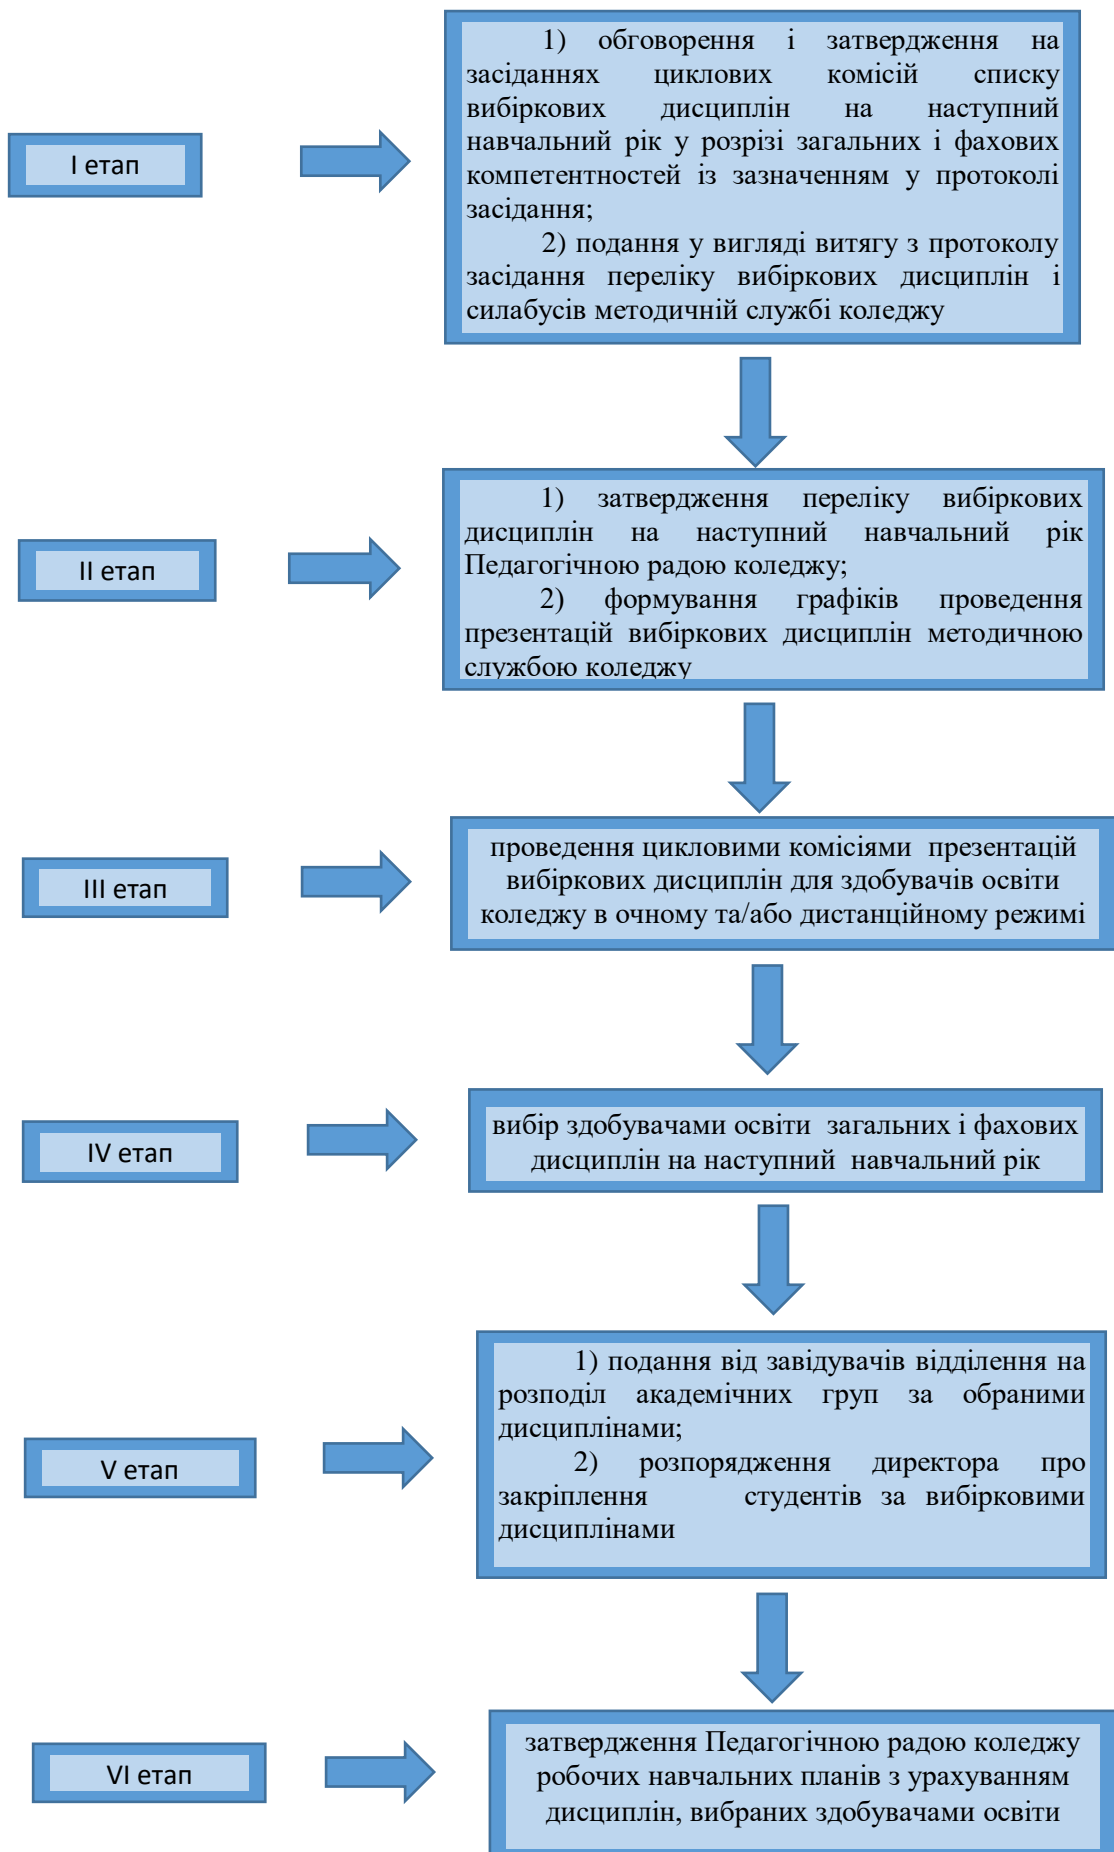 1) обговорення і затвердження на
засіданнях циклових комісій списку
вибіркових дисциплін на наступний
навчальний рік у розрізі загальних і фахових
компетентностей із зазначенням у протоколі
засідання;
2) подання у вигляді витягу з протоколу
засідання переліку вибіркових дисциплін і
силабусів методичній службі коледжу
І етап
1) затвердження переліку вибіркових
дисциплін на наступний навчальний рік
Педагогічною радою коледжу;
2) формування графіків проведення
презентацій вибіркових дисциплін методичною
службою коледжу
ІІ етап
проведення цикловими комісіями презентацій
вибіркових дисциплін для здобувачів освіти
коледжу в очному та/або дистанційному режимі
ІІІ етап
вибір здобувачами освіти загальних і фахових
дисциплін на наступний навчальний рік
IV етап
1) подання від завідувачів відділення на
розподіл академічних груп за обраними
дисциплінами;
2) розпорядження директора про
закріплення студентів за вибірковими
дисциплінами
V етап
затвердження Педагогічною радою коледжу
робочих навчальних планів з урахуванням
дисциплін, вибраних здобувачами освіти
VI етап